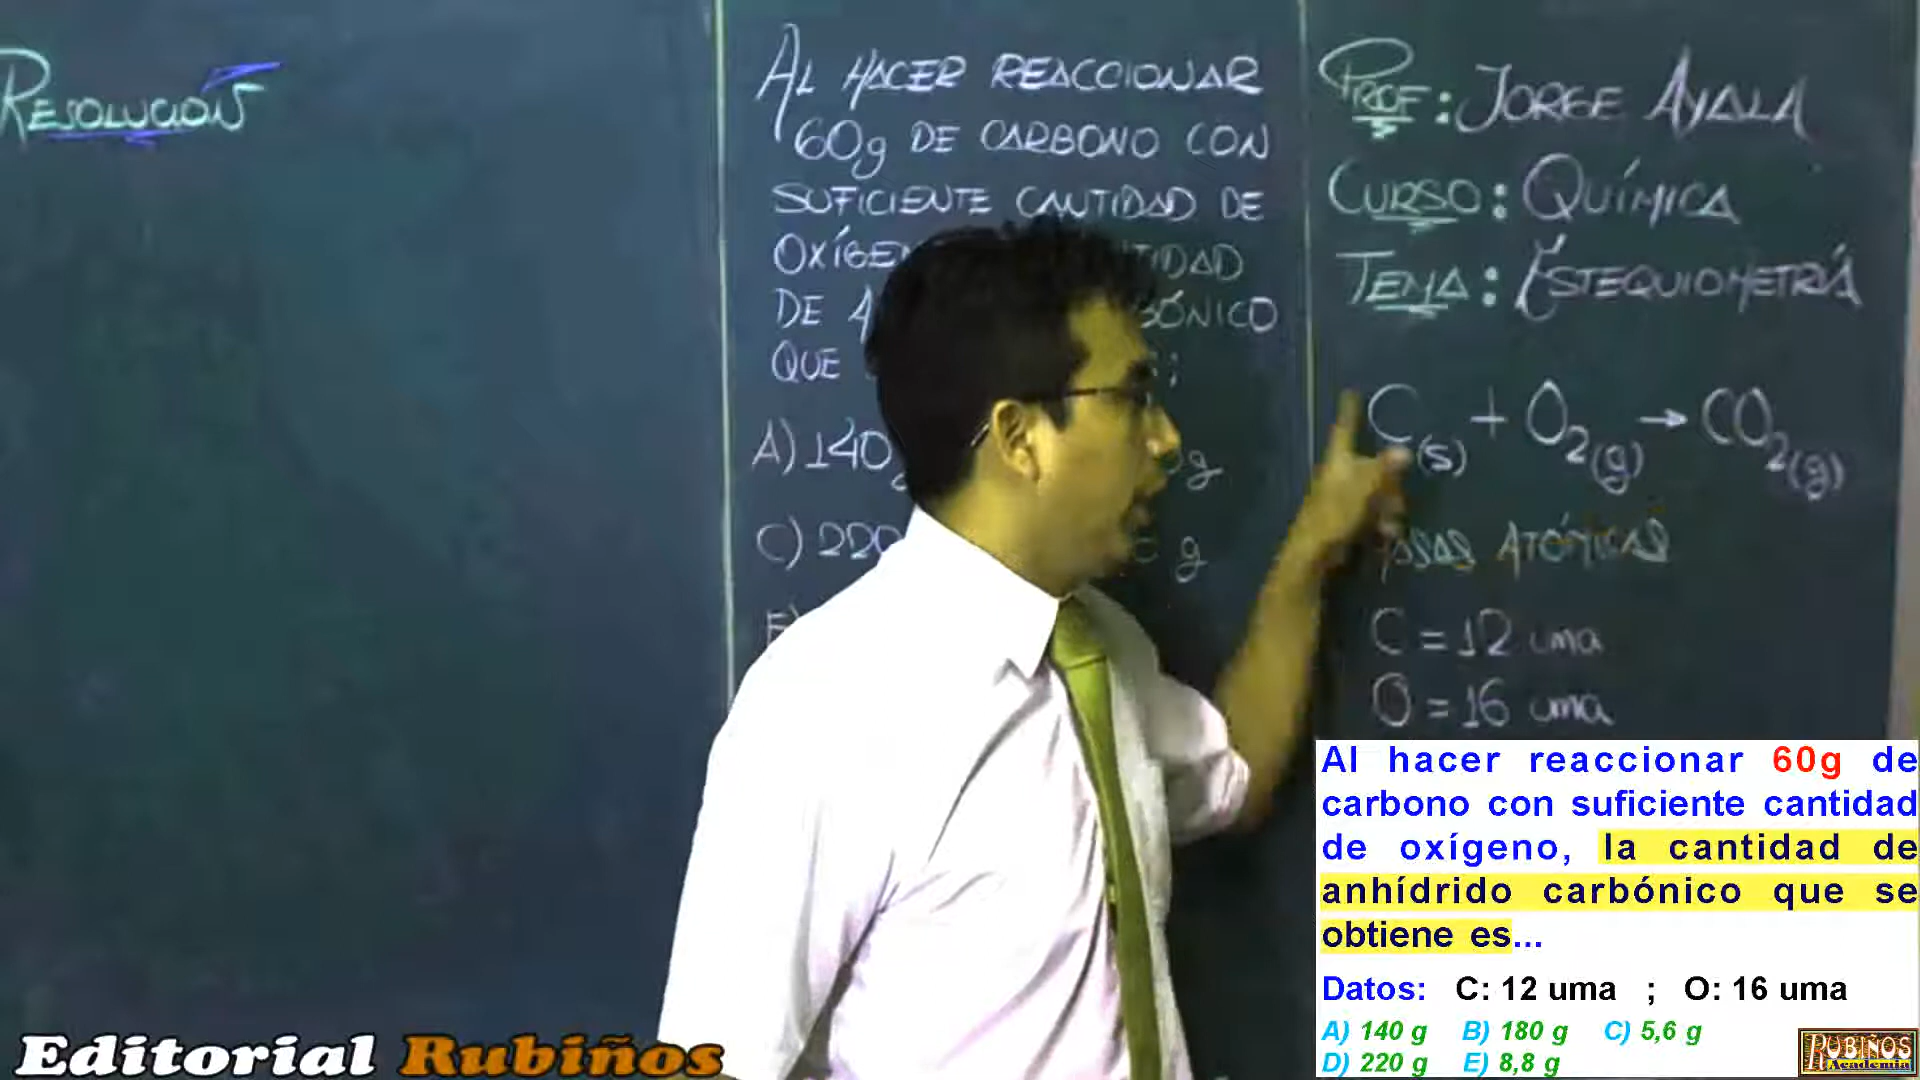 RESOLUCIÓN
AL HACER REACCIONAR
60g DE CARBONO CON
SUFICIENTE CANTIDAD DE
DE
QUE ;
A) 140
C) 220 g
PROF: JORGE AYALA
CURSO: QUÍMICA
TEMA: ESTEQUIOMETRÍA
C(s) + O2(g) → CO2(g)
ATÓMICAS
C = 12 uma
O = 16 uma
Al hacer reaccionar 60g de
carbono con suficiente cantidad
de oxígeno, la cantidad de
anhídrido carbónico que se
obtiene es...
Datos: C: 12 uma ; O: 16 uma
A) 140 g B) 180 g C) 5,6 g
D) 220 g E) 8,8 g
Editorial Rubiños
RUBIÑOS
Academia